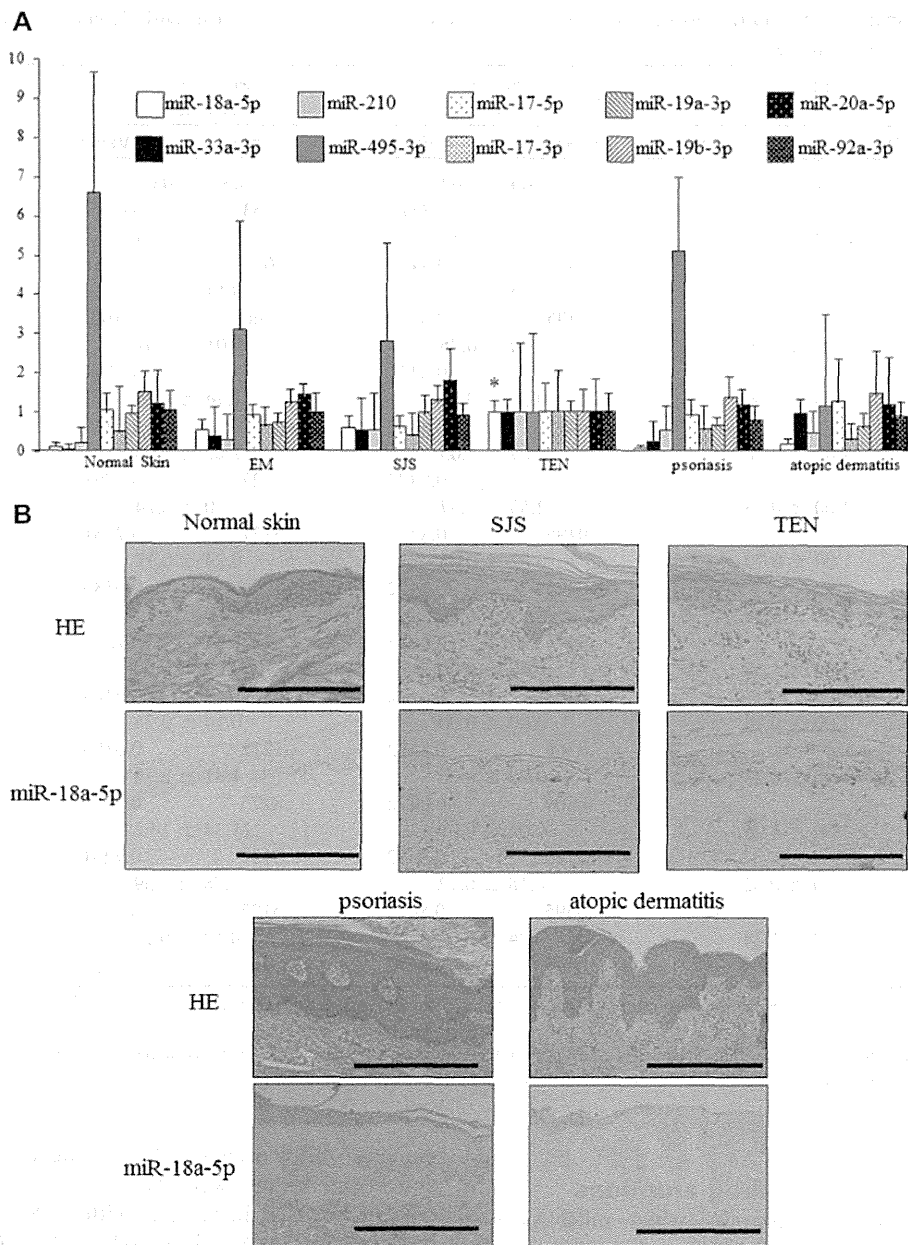 A
10
9
8
7
6
5
4
3
2
1
0
miR-18a-5p
miR-210
miR-17-5p
miR-19a-3p
miR-20a-5p
miR-33a-3p
miR-495-3p
miR-17-3p
miR-19b-3p
miR-92a-3p
*
Normal Skin
EM
SJS
TEN
psoriasis
atopic dermatitis
B
Normal skin
SJS
TEN
HE
miR-18a-5p
psoriasis
atopic dermatitis
HE
miR-18a-5p